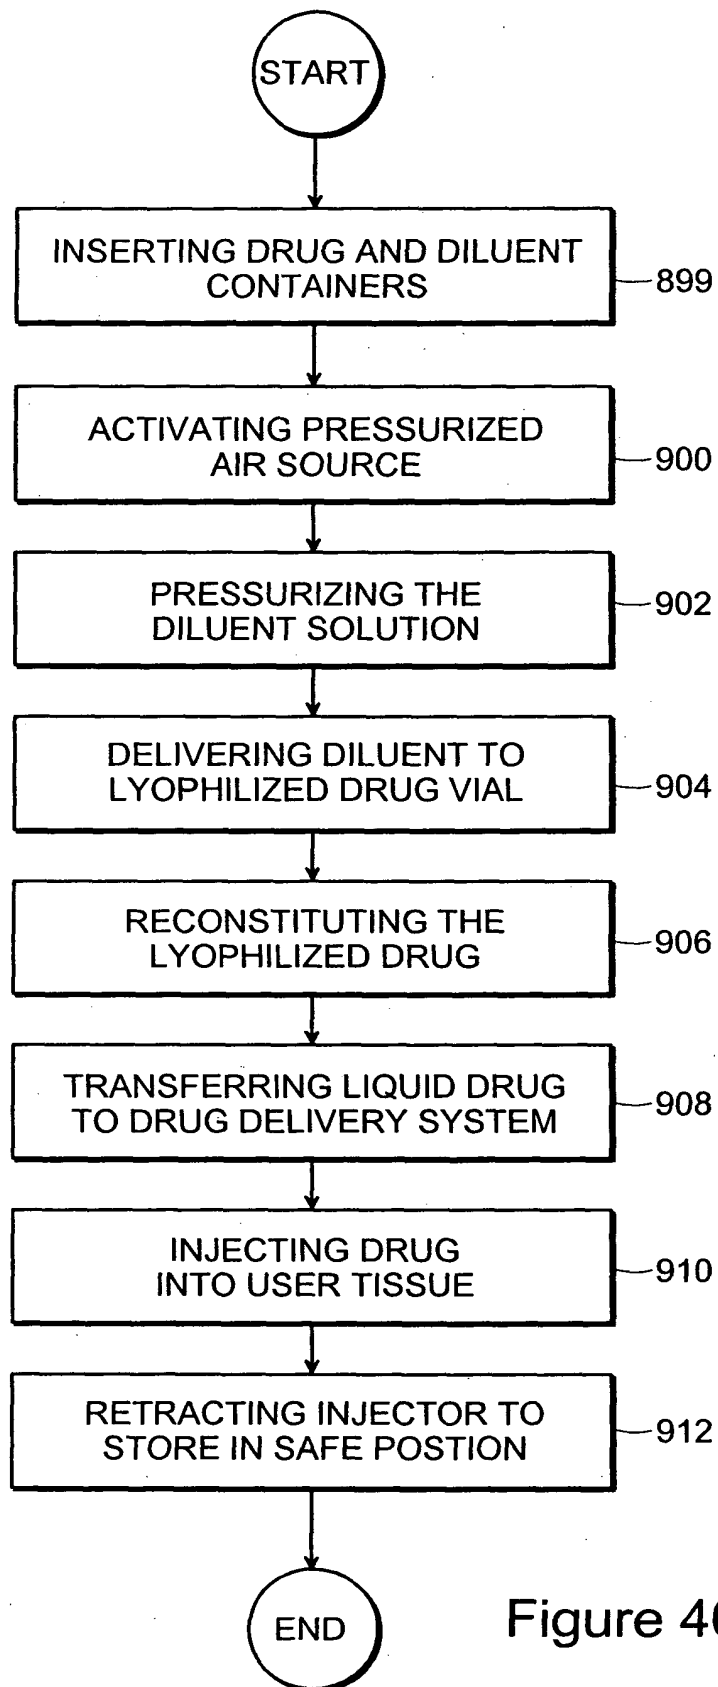 START
INSERTING DRUG AND DILUENT
CONTAINERS
899
ACTIVATING PRESSURIZED
AIR SOURCE
900
PRESSURIZING THE
DILUENT SOLUTION
902
DELIVERING DILUENT TO
LYOPHILIZED DRUG VIAL
904
RECONSTITUTING THE
LYOPHILIZED DRUG
906
TRANSFERRING LIQUID DRUG
TO DRUG DELIVERY SYSTEM
908
INJECTING DRUG
INTO USER TISSUE
910
RETRACTING INJECTOR TO
STORE IN SAFE POSTION
912
END
Figure